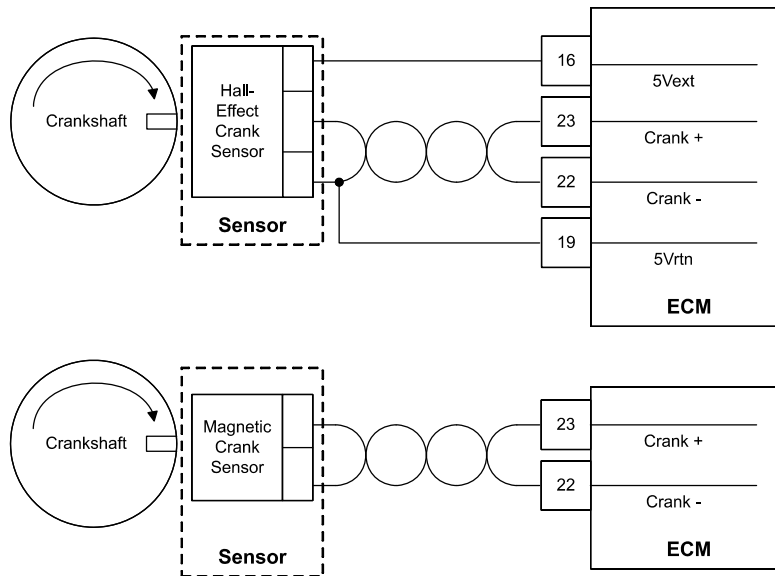 16
5Vext
Hall-
Effect
Crank
Sensor
Crankshaft
23
Crank +
22
Crank -
Sensor
19
5Vrtn
ECM
Magnetic
Crank
Sensor
Crankshaft
23
Crank +
22
Crank -
Sensor
ECM